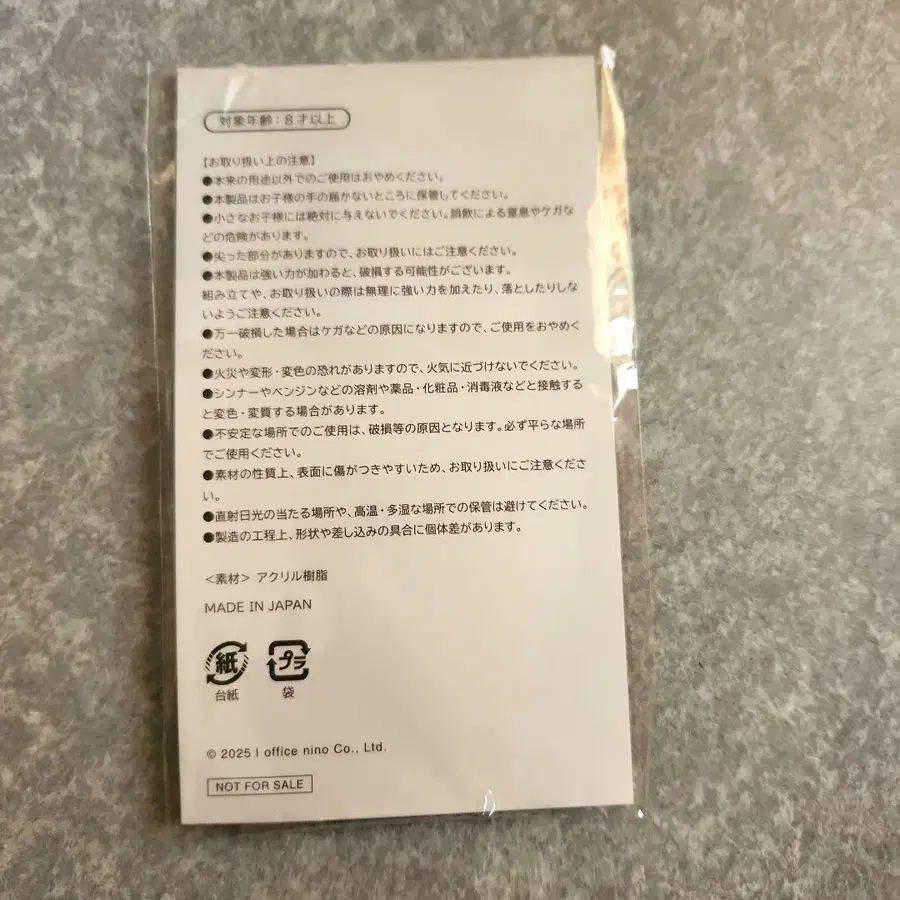 対象年齢：8才以上
【お取り扱い上の注意】
●本来の用途以外でのご使用はおやめください。
●本製品はお子様の手の届かないところに保管してください。
●小さなお子様には絶対に与えないでください。誤飲による窒息やケガな
どの危険があります。
●尖った部分がありますので、お取り扱いにはご注意ください。
●本製品は強い力が加わると、破損する可能性がございます。
組み立てや、お取り扱いの際は無理に強い力を加えたり、落としたりしな
いようご注意ください。
●万一破損した場合はケガなどの原因になりますので、ご使用をおやめく
ださい。
●火災や変形・変色の恐れがありますので、火気に近づけないでください。
●シンナーやベンジンなどの溶剤や薬品・化粧品・消毒液などと接触する
と変色・変質する場合があります。
●不安定な場所でのご使用は、破損等の原因となります。必ず平らな場所
でご使用ください。
●素材の性質上、表面に傷がつきやすいため、お取り扱いにご注意くださ
い。
●直射日光の当たる場所や、高温・多湿な場所での保管は避けてください。
●製造の工程上、形状や差し込みの具合に個体差があります。
＜素材＞ アクリル樹脂
MADE IN JAPAN
紙 プラ
台紙 袋
© 2025 I office nino Co., Ltd.
NOT FOR SALE